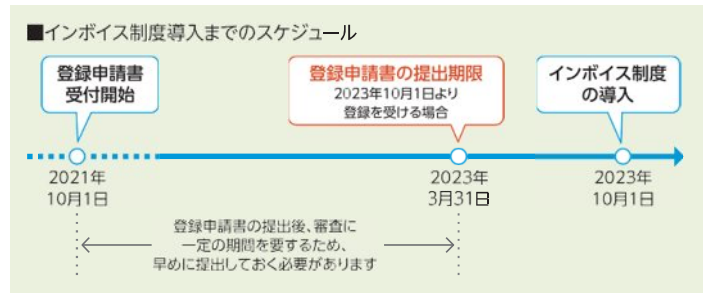 ■インボイス制度導入までのスケジュール
登録申請書
受付開始
登録申請書の提出期限
2023年10月1日より
登録を受ける場合
インボイス制度
の導入
2021年
10月1日
2023年
3月31日
2023年
10月1日
登録申請書の提出後、審査に
一定の期間を要するため、
早めに提出しておく必要があります